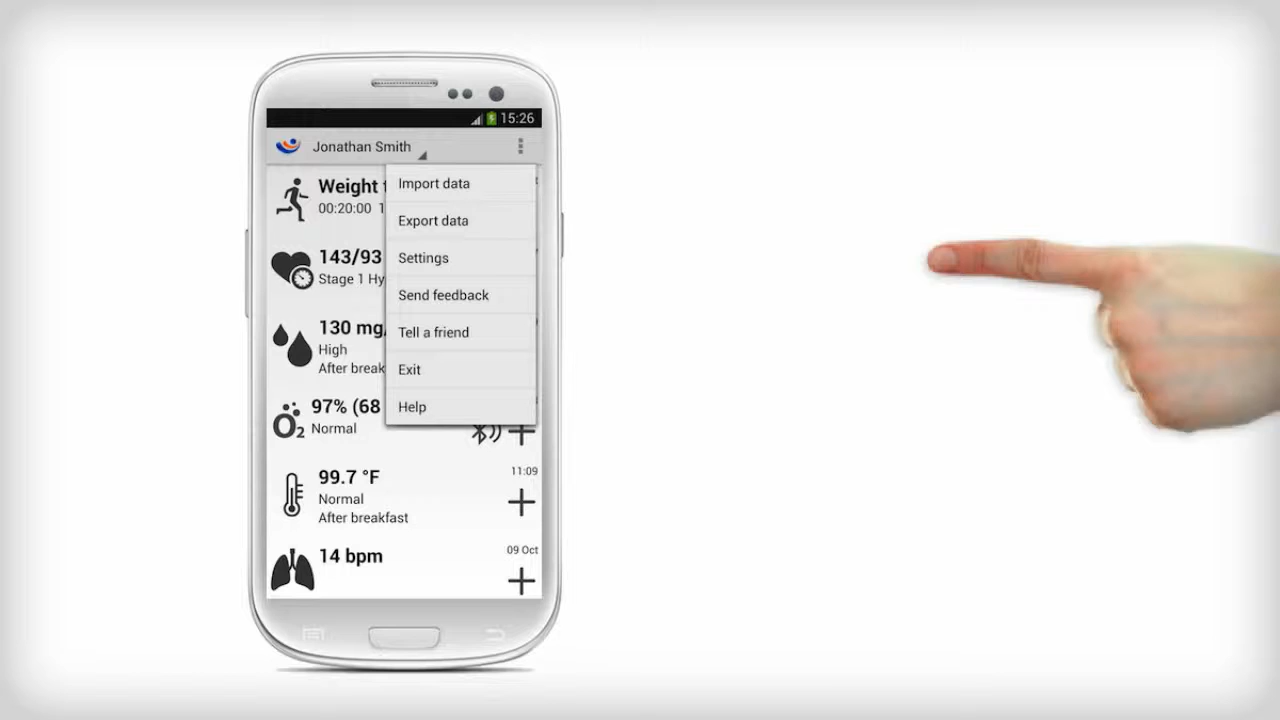 15:26
Jonathan Smith
Import data
Export data
Settings
Send feedback
Tell a friend
Exit
Help
Weight
00:20:00 1
143/93
Stage 1 Hy
130 mg/
High
After break
97% (68
Normal
O2
99.7 °F
11:09
Normal
After breakfast
14 bpm
09 Oct